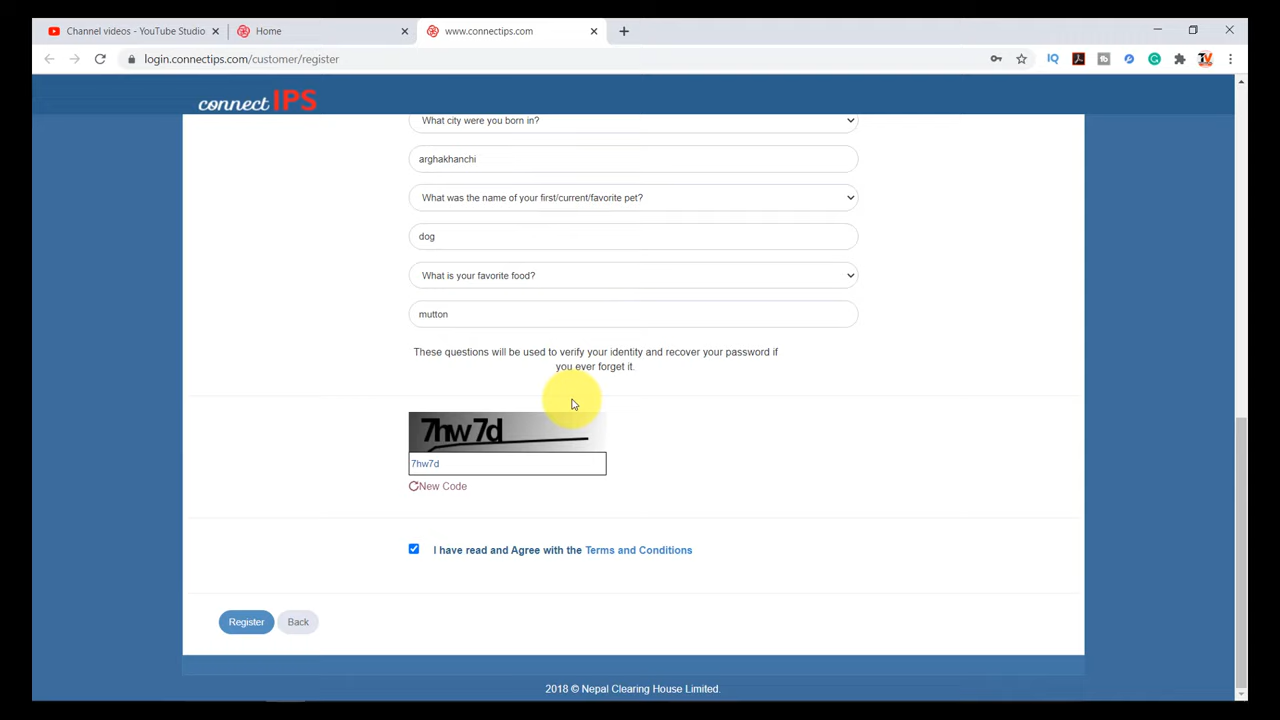 Channel videos - YouTube Studio
Home
www.connectips.com
login.connectips.com/customer/register
IQ
connect IPS
What city were you born in?
arghakhanchi
What was the name of your first/current/favorite pet?
dog
What is your favorite food?
mutton
These questions will be used to verify your identity and recover your password if
you ever forget it.
7hw7d
7hw7d
New Code
I have read and Agree with the Terms and Conditions
Register Back
2018 © Nepal Clearing House Limited.